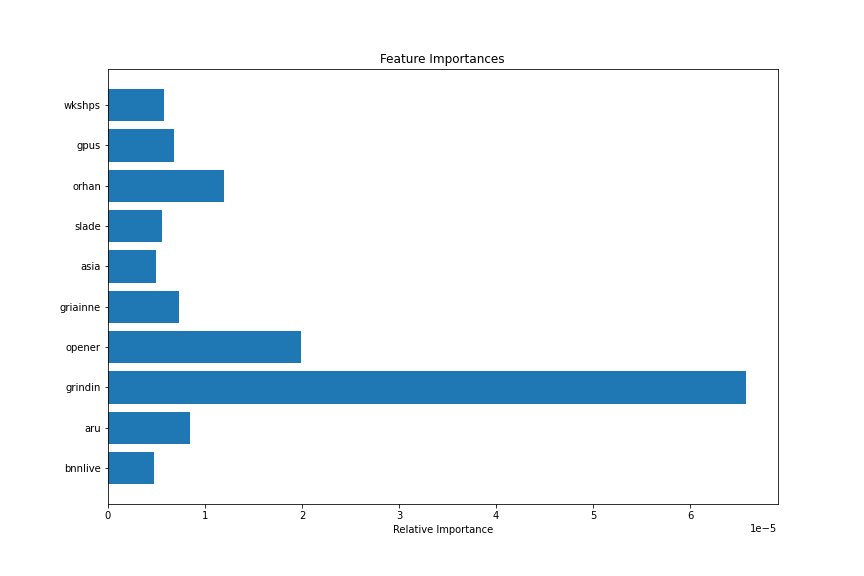 Feature Importances
wkshps
gpus
orhan
slade
asia
griainne
opener
grindin
aru
bnnlive
0 1 2 3 4 5 6
1e−5
Relative Importance